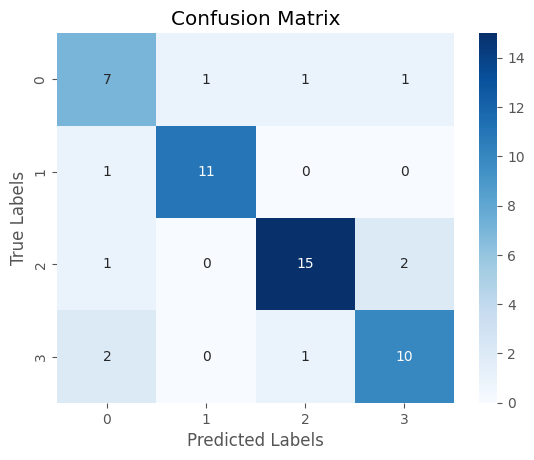 Confusion Matrix
True Labels
0 7 1 1 1
1 1 11 0 0
2 1 0 15 2
3 2 0 1 10
0 1 2 3
Predicted Labels
14
12
10
8
6
4
2
0